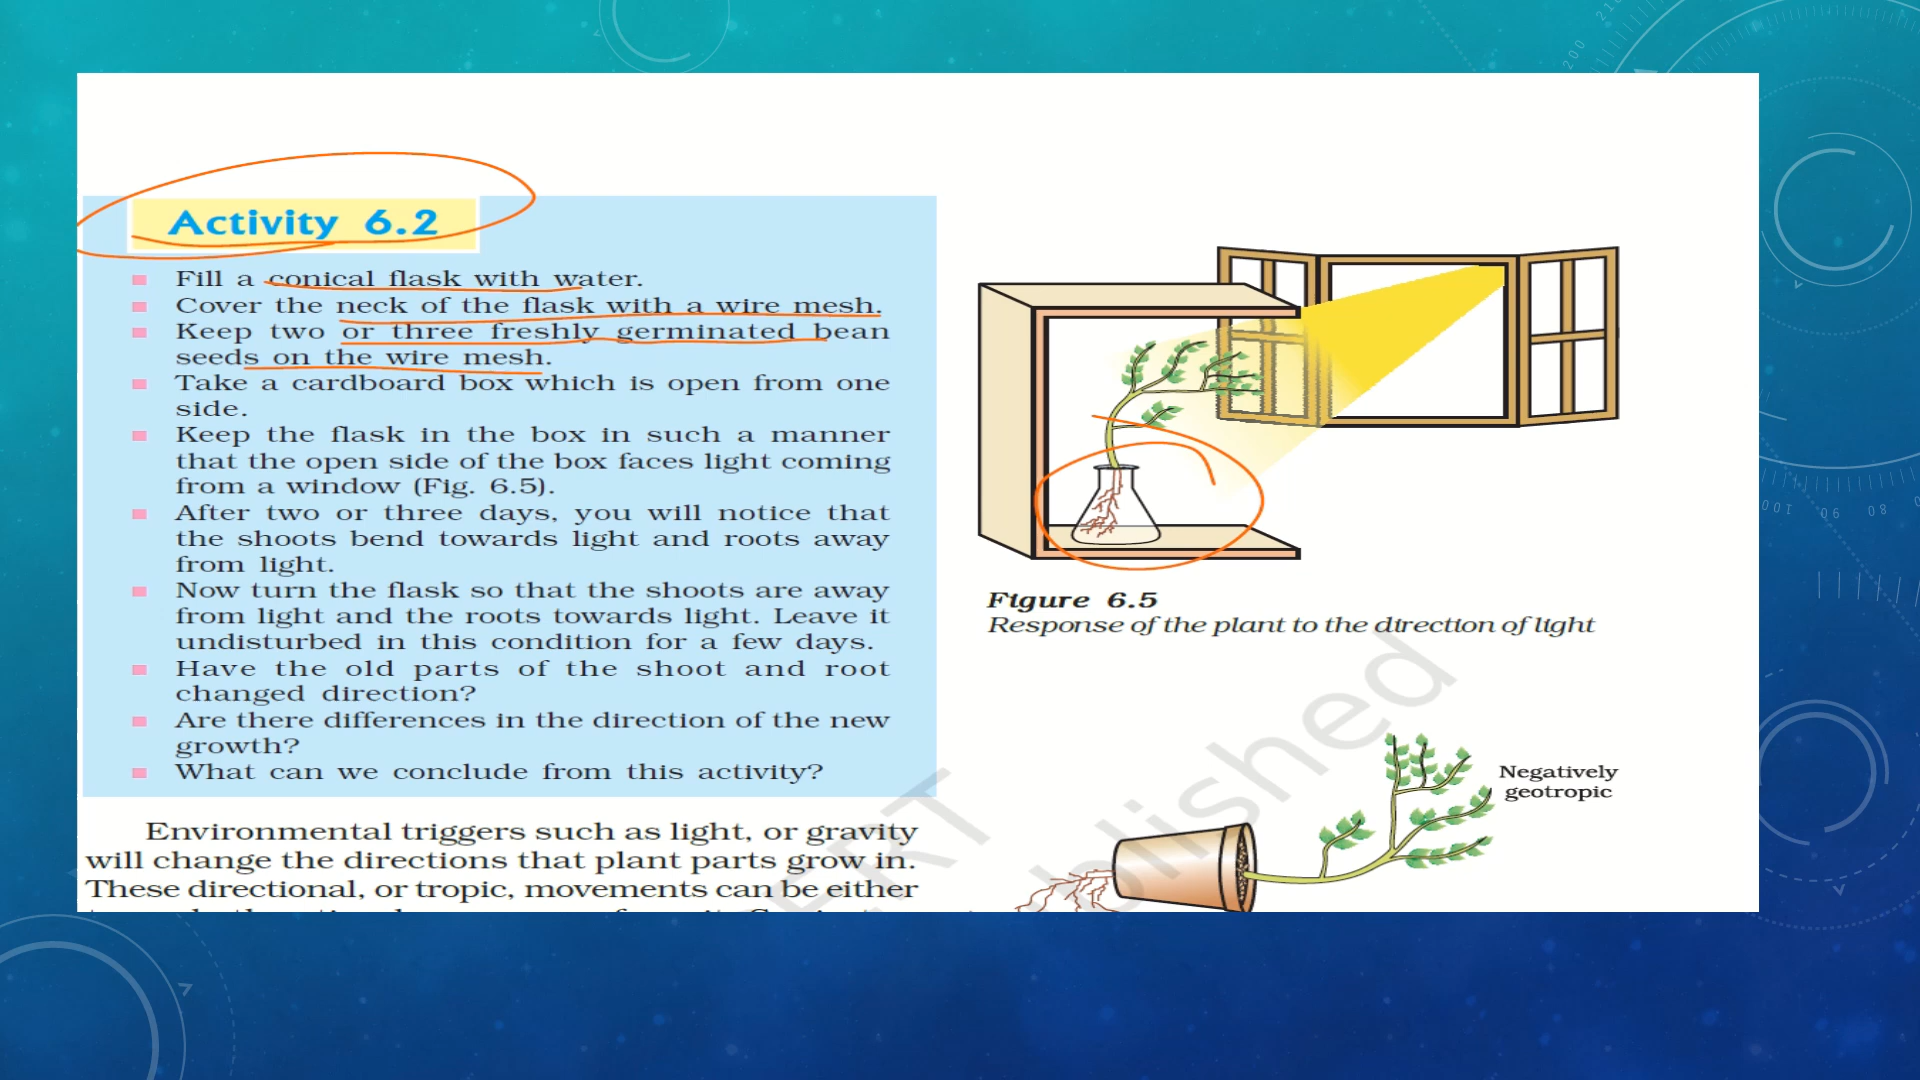 Activity 6.2
Fill a conical flask with water.
Cover the neck of the flask with a wire mesh.
Keep two or three freshly germinated bean
seeds on the wire mesh.
Take a cardboard box which is open from one
side.
Keep the flask in the box in such a manner
that the open side of the box faces light coming
from a window (Fig. 6.5).
After two or three days, you will notice that
the shoots bend towards light and roots away
from light.
Now turn the flask so that the shoots are away
from light and the roots towards light. Leave it
undisturbed in this condition for a few days.
Have the old parts of the shoot and root
changed direction?
Are there differences in the direction of the new
growth?
What can we conclude from this activity?
Environmental triggers such as light, or gravity
will change the directions that plant parts grow in.
These directional, or tropic, movements can be either
Figure 6.5
Response of the plant to the direction of light
Negatively
geotropic